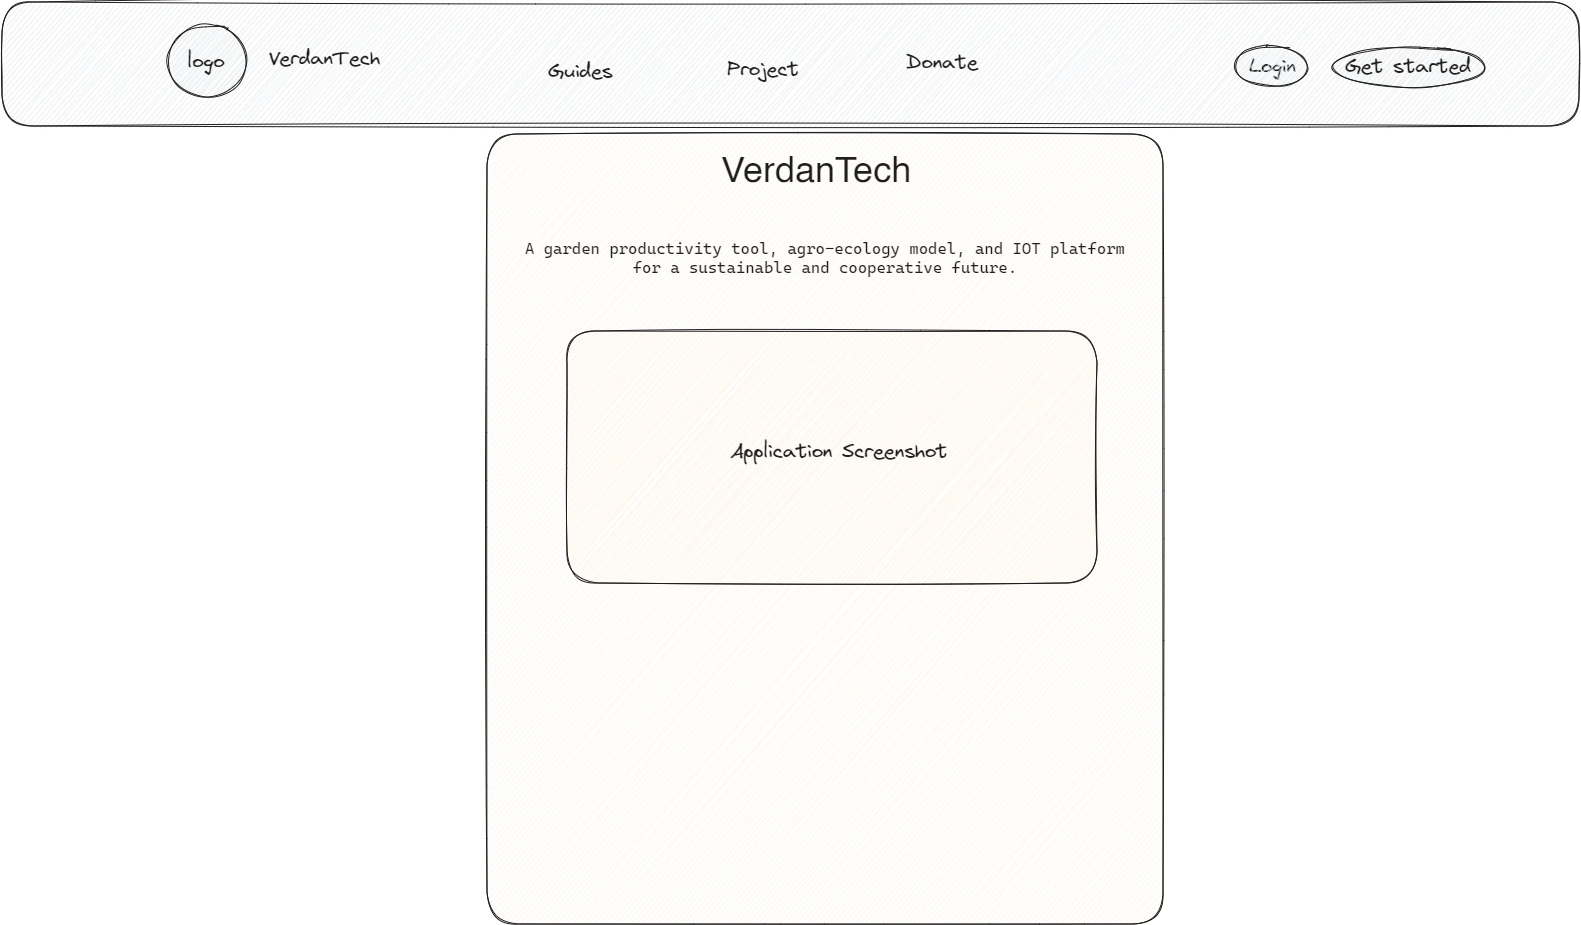 logo
VerdanTech
Guides
Project
Donate
Login
Get started
VerdanTech
A garden productivity tool, agro-ecology model, and IOT platform
for a sustainable and cooperative future.
Application Screenshot